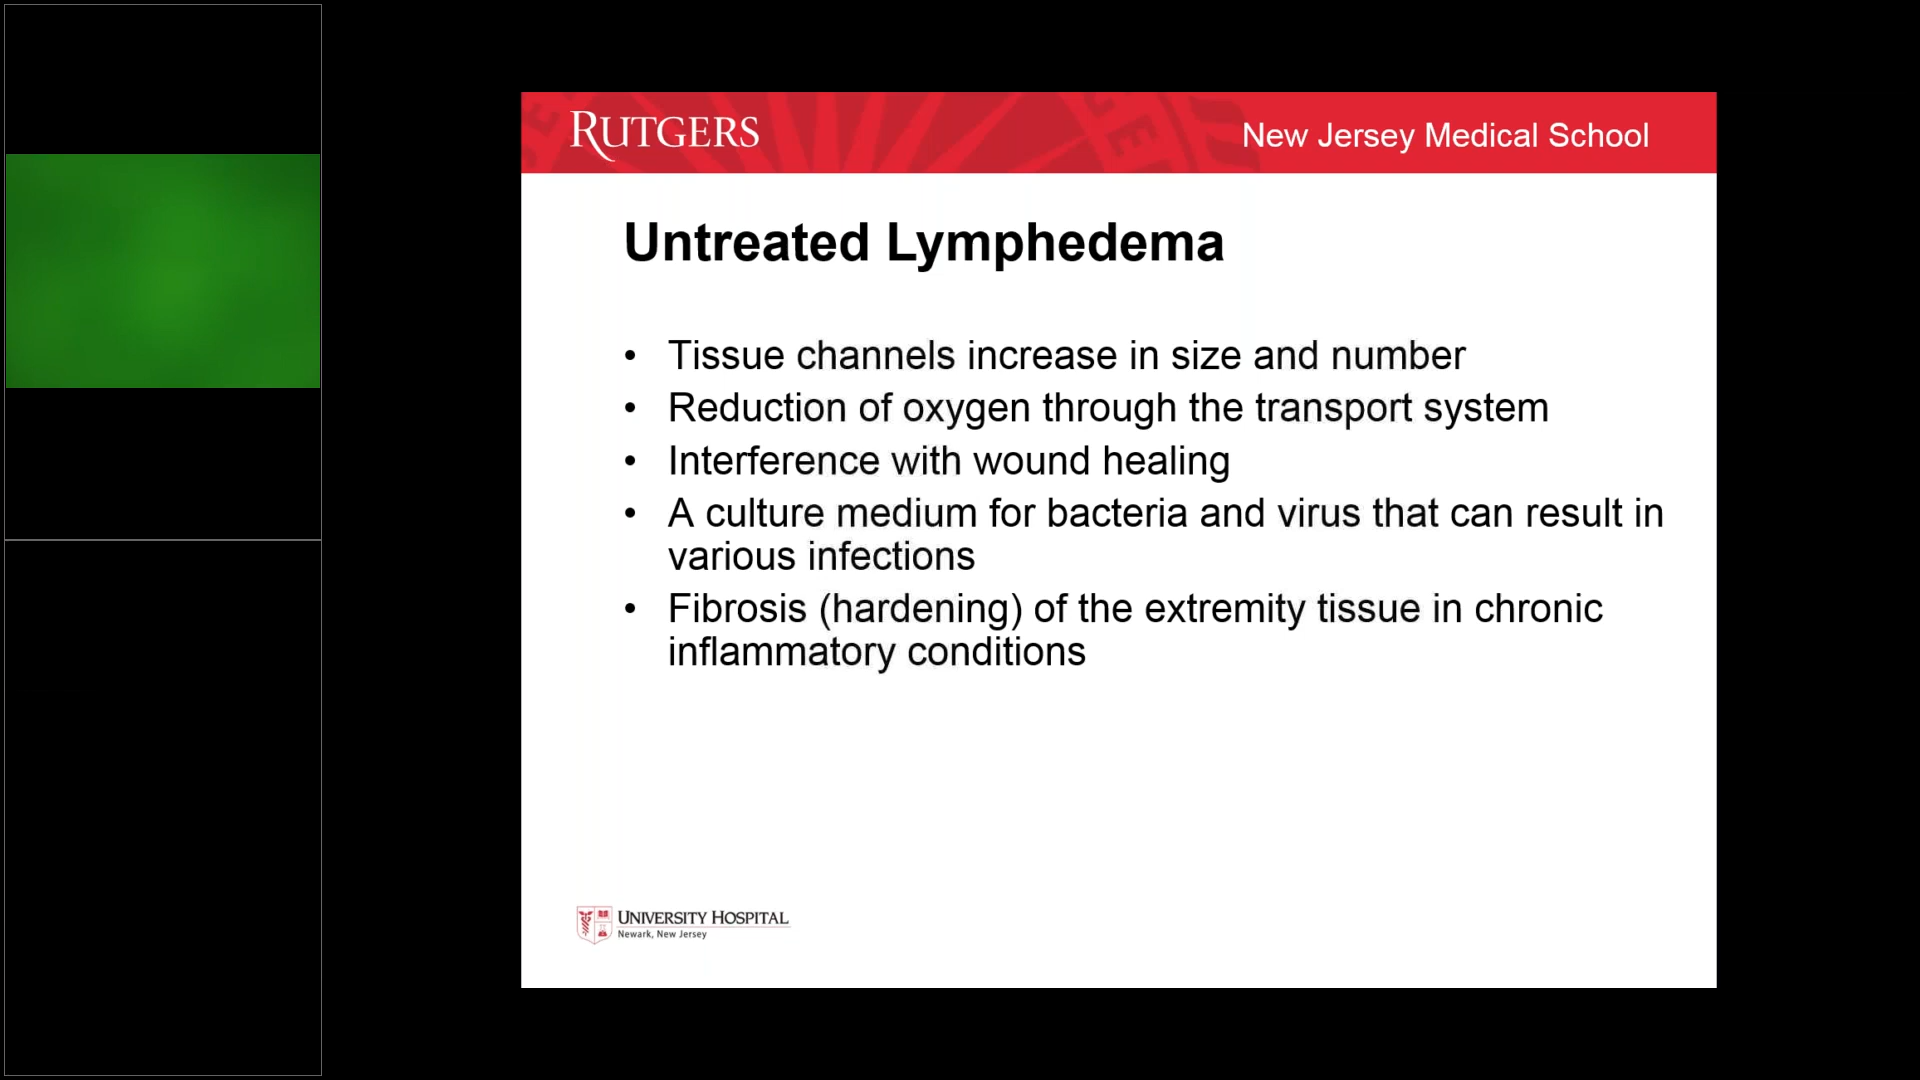 RUTGERS
New Jersey Medical School
Untreated Lymphedema
• Tissue channels increase in size and number
• Reduction of oxygen through the transport system
• Interference with wound healing
• A culture medium for bacteria and virus that can result in
various infections
• Fibrosis (hardening) of the extremity tissue in chronic
inflammatory conditions
UNIVERSITY HOSPITAL
Newark, New Jersey